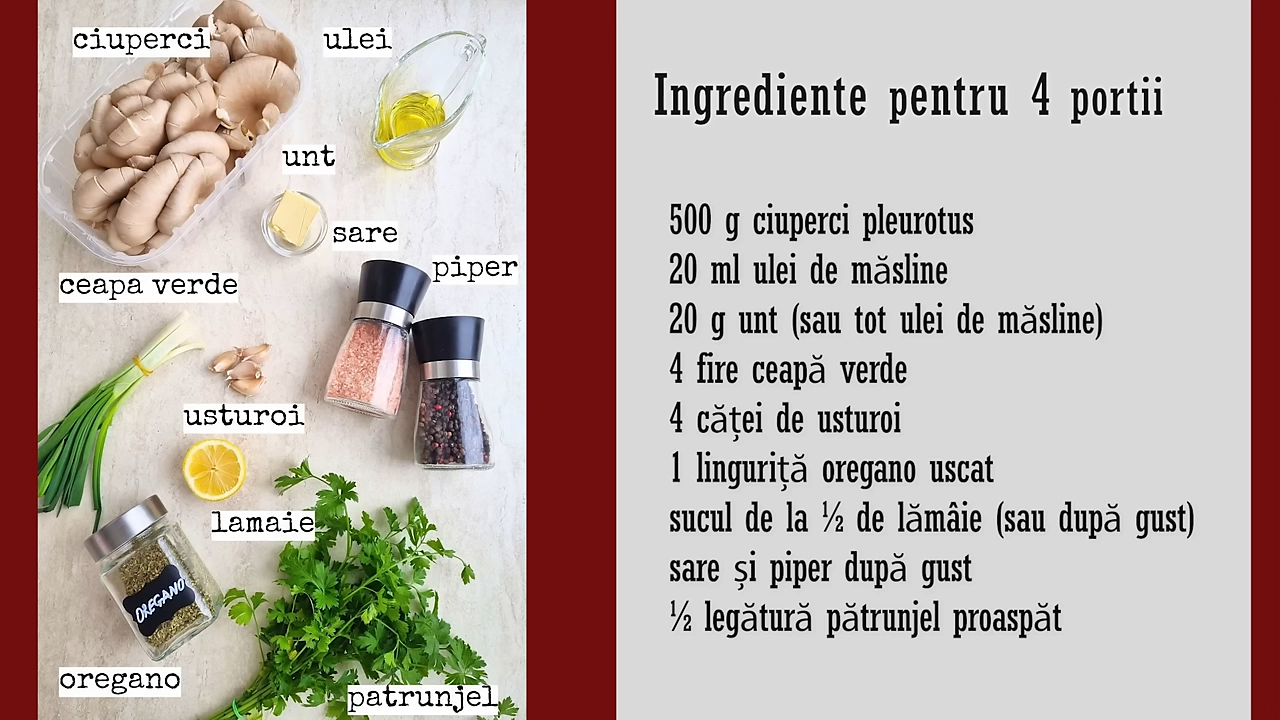 ciuperci
ulei
unt
sare
piper
ceapa verde
usturoi
lamaie
OREGANO
oregano
patrunjel
Ingrediente pentru 4 portii
500 g ciuperci pleurotus
20 ml ulei de măsline
20 g unt (sau tot ulei de măsline)
4 fire ceapă verde
4 căței de usturoi
1 linguriță oregano uscat
sucul de la ½ de lămâie (sau după gust)
sare și piper după gust
½ legătură pătrunjel proaspăt